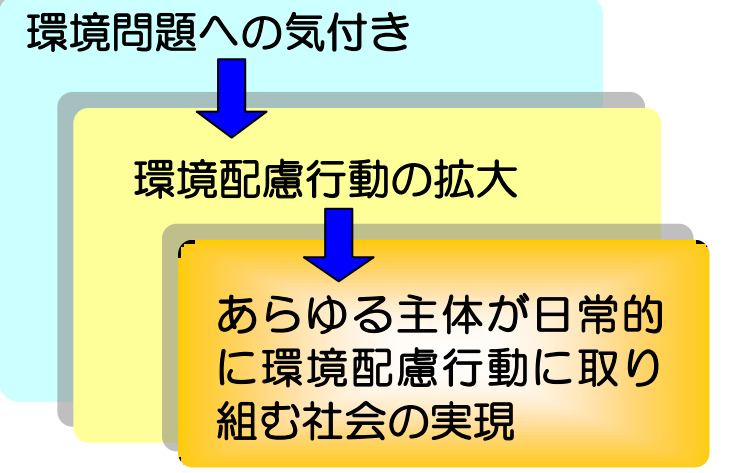 環境問題への気付き
環境配慮行動の拡大
あらゆる主体が日常的
に環境配慮行動に取り
組む社会の実現